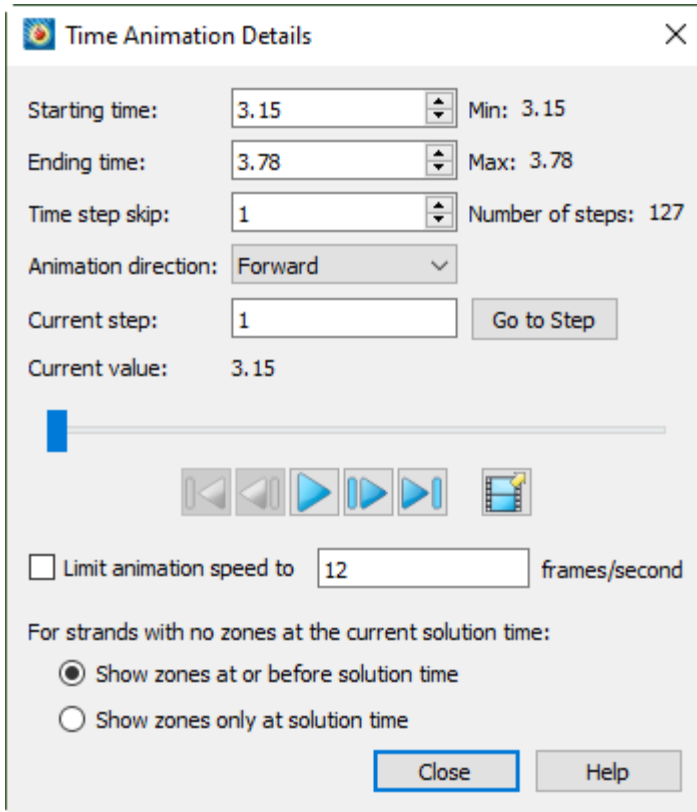 Time Animation Details
Starting time: 3.15 Min: 3.15
Ending time: 3.78 Max: 3.78
Time step skip: 1 Number of steps: 127
Animation direction: Forward
Current step: 1 Go to Step
Current value: 3.15
Limit animation speed to 12 frames/second
For strands with no zones at the current solution time:
Show zones at or before solution time
Show zones only at solution time
Close Help